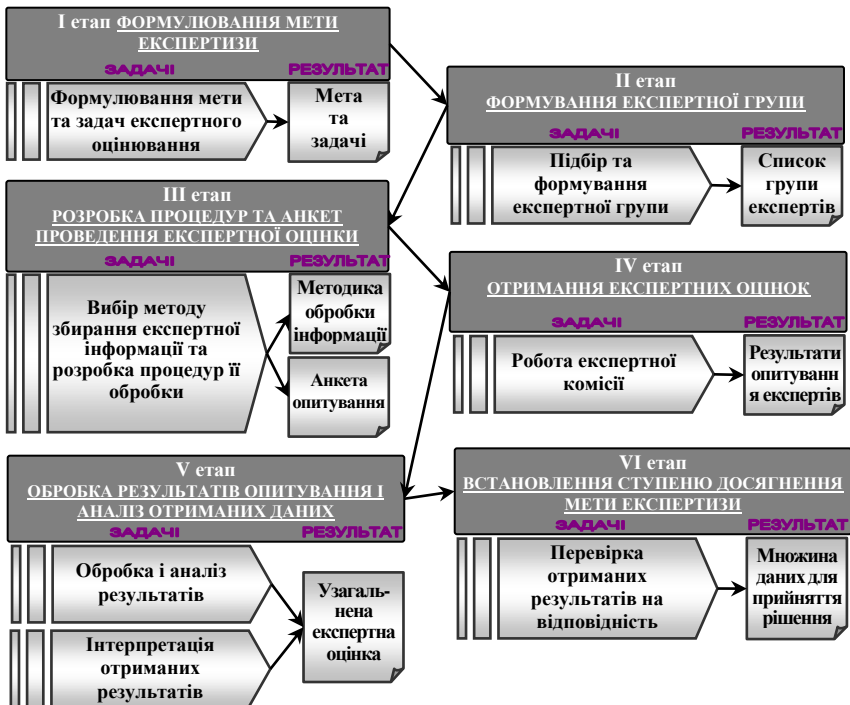 І етап ФОРМУЛЮВАННЯ МЕТИ
ЕКСПЕРТИЗИ
ЗАДАЧІ
РЕЗУЛЬТАТ
Формулювання мети
та задач експертного
оцінювання
Мета
та
задачі
ІІ етап
ФОРМУВАННЯ ЕКСПЕРТНОЇ ГРУПИ
ЗАДАЧІ
РЕЗУЛЬТАТ
Підбір та
формування
експертної групи
Список
групи
експертів
ІІІ етап
РОЗРОБКА ПРОЦЕДУР ТА АНКЕТ
ПРОВЕДЕННЯ ЕКСПЕРТНОЇ ОЦІНКИ
ЗАДАЧІ
РЕЗУЛЬТАТ
Вибір методу
збирання експертної
інформації та
розробка процедур її
обробки
Методика
обробки
інформації
Анкета
опитування
IV етап
ОТРИМАННЯ ЕКСПЕРТНИХ ОЦІНОК
ЗАДАЧІ
РЕЗУЛЬТАТ
Робота експертної
комісії
Результати
опитуванн
я експертів
V етап
ОБРОБКА РЕЗУЛЬТАТІВ ОПИТУВАННЯ І
АНАЛІЗ ОТРИМАНИХ ДАНИХ
ЗАДАЧІ
РЕЗУЛЬТАТ
Обробка і аналіз
результатів
Інтерпретація
отриманих
результатів
Узагаль-
нена
експертна
оцінка
VI етап
ВСТАНОВЛЕННЯ СТУПЕНЮ ДОСЯГНЕННЯ
МЕТИ ЕКСПЕРТИЗИ
ЗАДАЧІ
РЕЗУЛЬТАТ
Перевірка
отриманих
результатів на
відповідність
Множина
даних для
прийняття
рішення